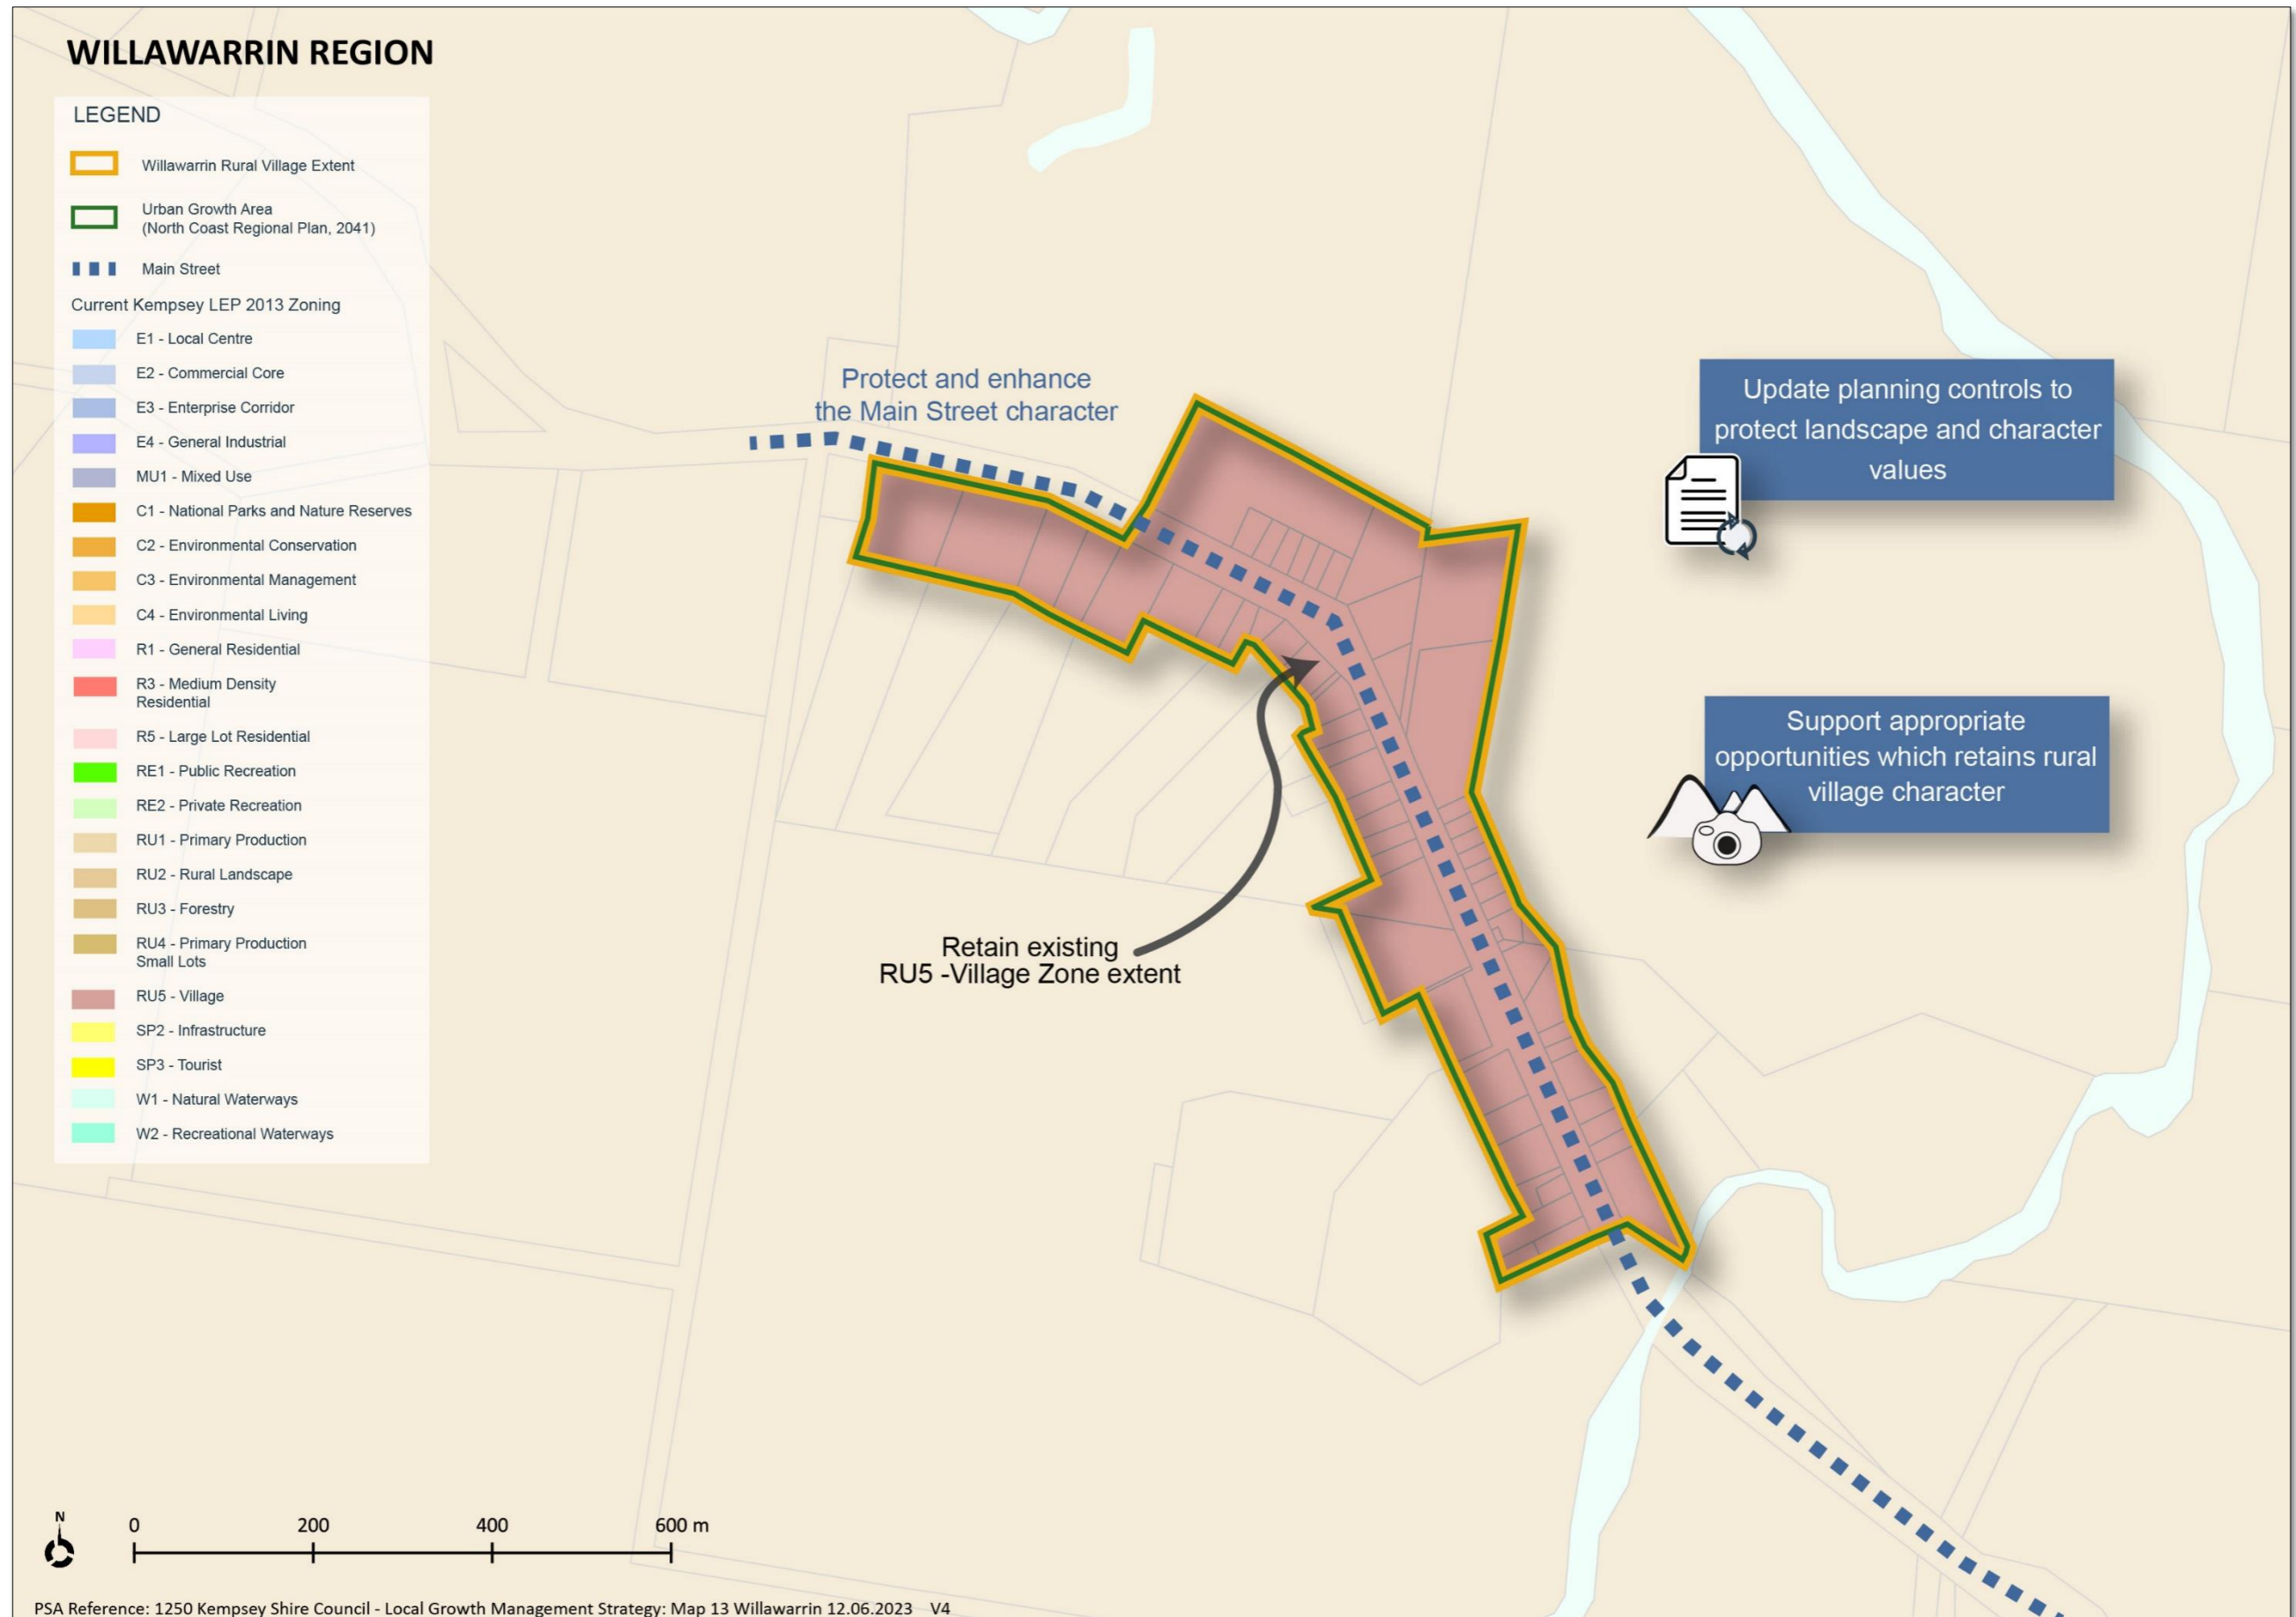 WILLAWARRIN REGION
LEGEND
Willawarrin Rural Village Extent
Urban Growth Area
(North Coast Regional Plan, 2041)
Main Street
Current Kempsey LEP 2013 Zoning
E1 - Local Centre
E2 - Commercial Core
E3 - Enterprise Corridor
E4 - General Industrial
MU1 - Mixed Use
C1 - National Parks and Nature Reserves
C2 - Environmental Conservation
C3 - Environmental Management
C4 - Environmental Living
R1 - General Residential
R3 - Medium Density
Residential
R5 - Large Lot Residential
RE1 - Public Recreation
RE2 - Private Recreation
RU1 - Primary Production
RU2 - Rural Landscape
RU3 - Forestry
RU4 - Primary Production
Small Lots
RU5 - Village
SP2 - Infrastructure
SP3 - Tourist
W1 - Natural Waterways
W2 - Recreational Waterways
Protect and enhance
the Main Street character
Update planning controls to
protect landscape and character
values
Support appropriate
opportunities which retains rural
village character
Retain existing
RU5 -Village Zone extent
N
0 200 400 600 m
PSA Reference: 1250 Kempsey Shire Council - Local Growth Management Strategy: Map 13 Willawarrin 12.06.2023 V4